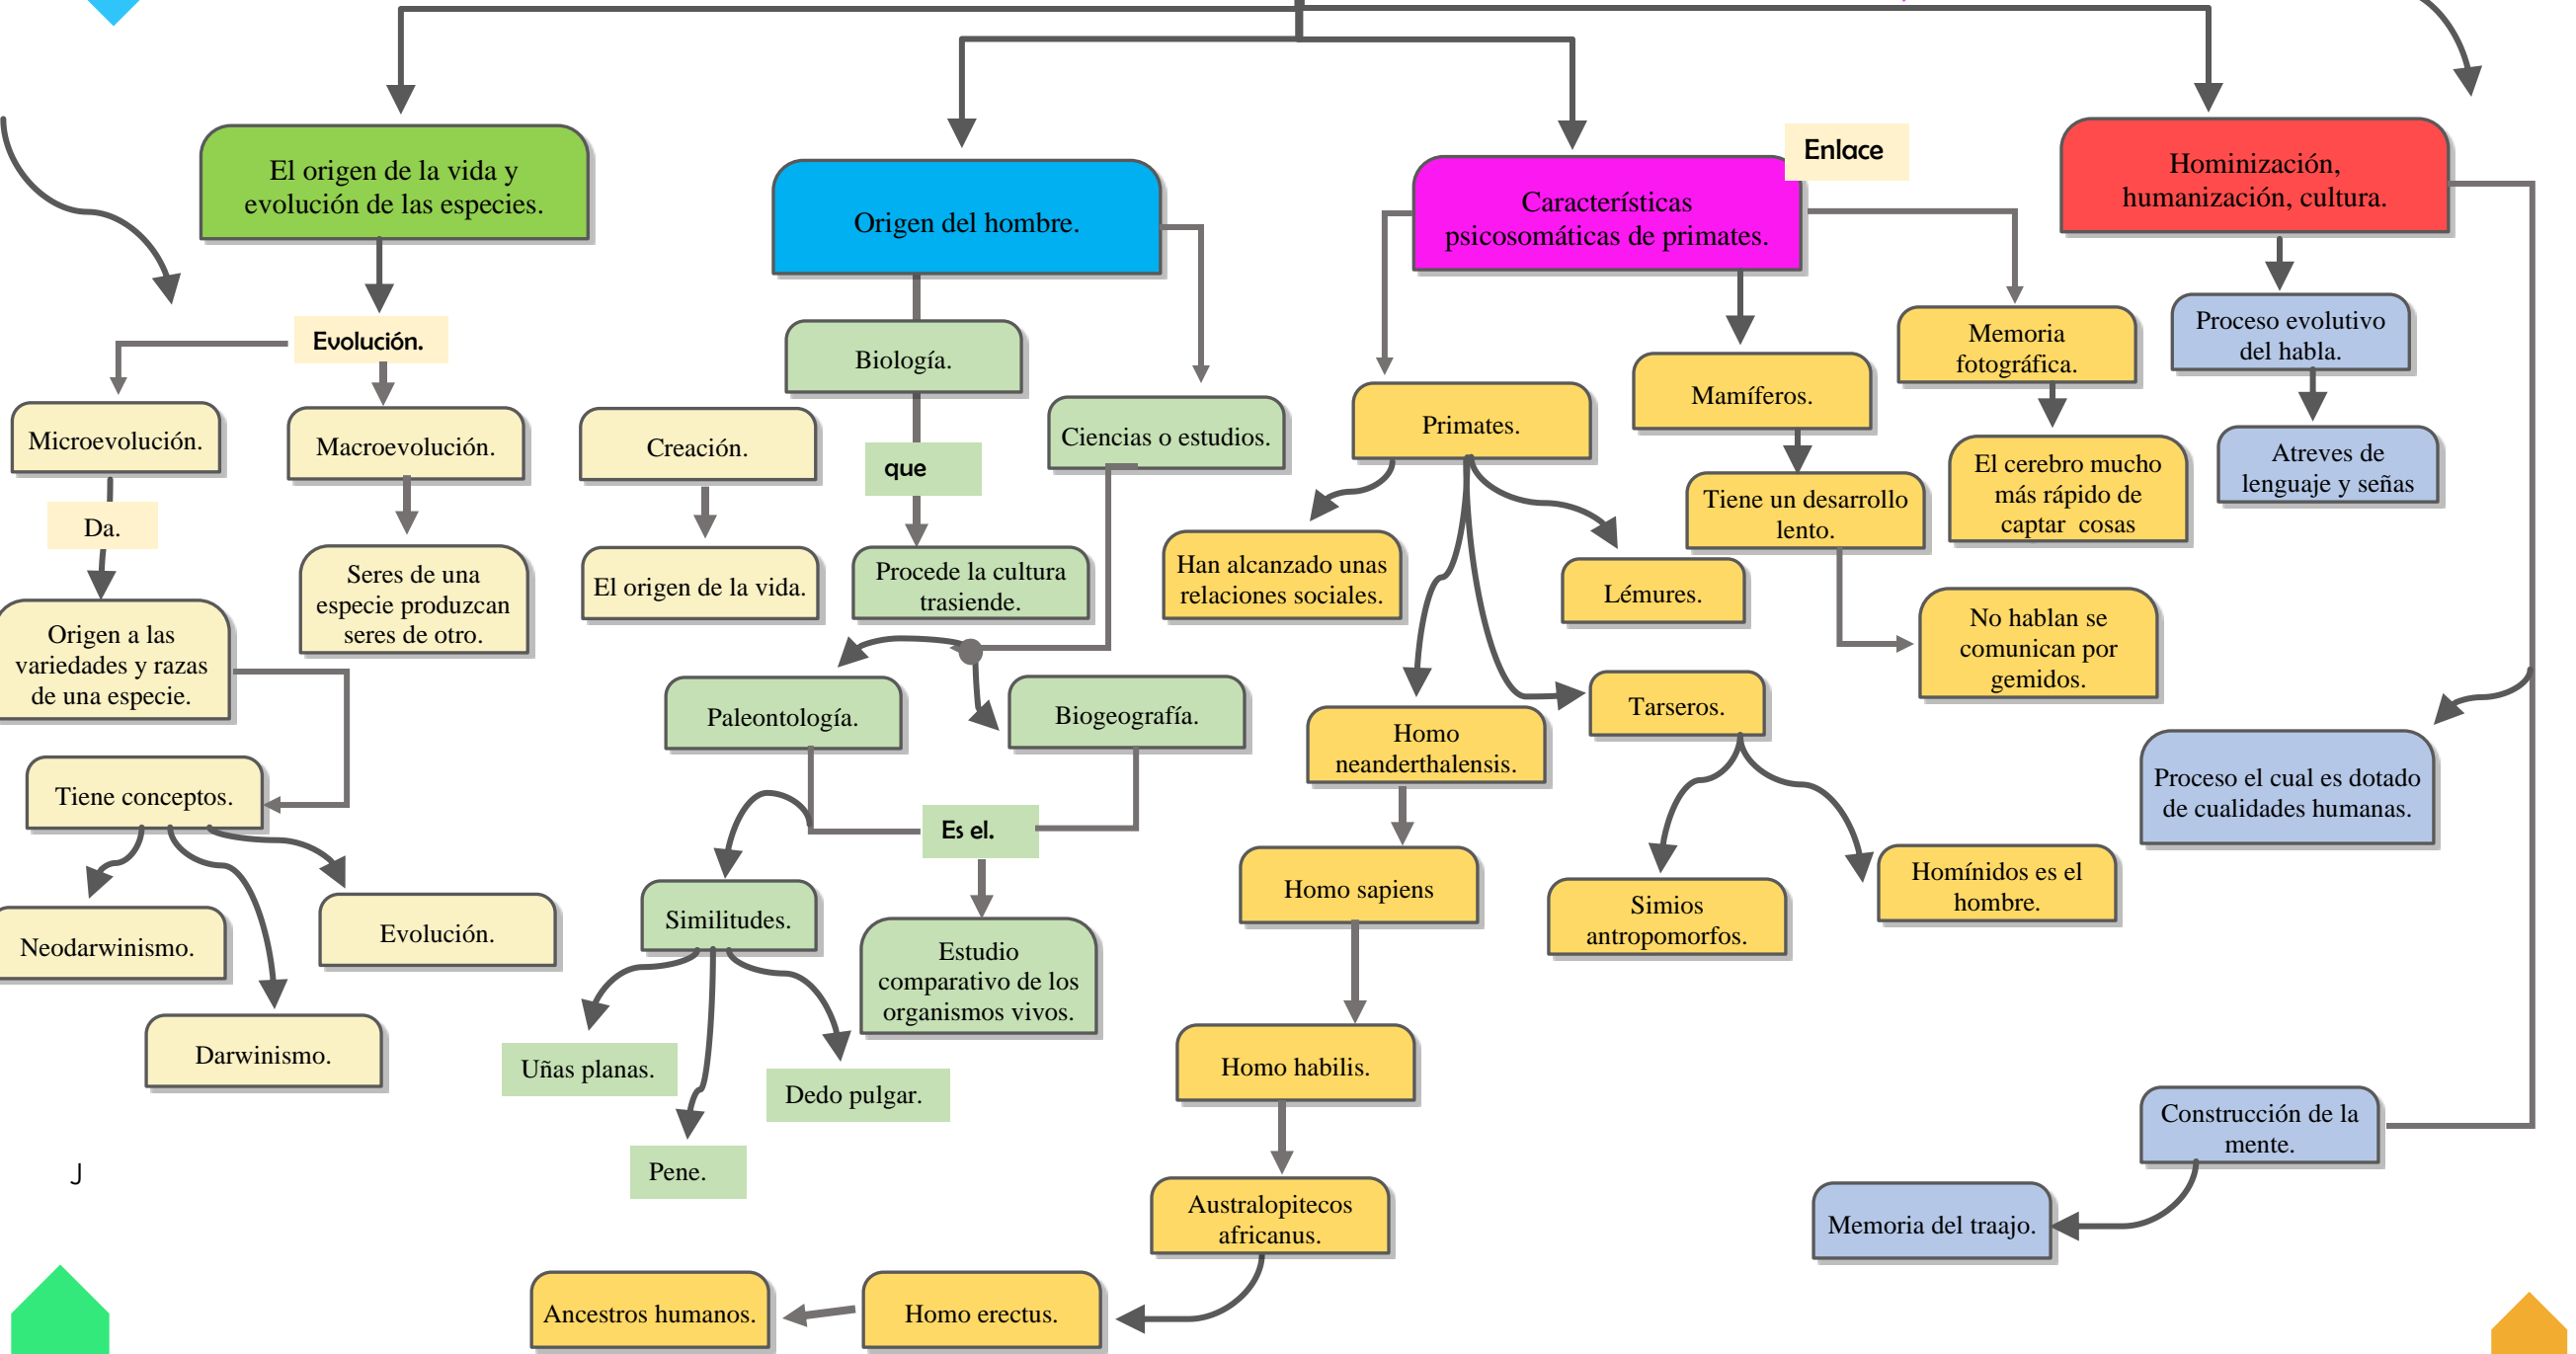 El origen de la vida y
evolución de las especies.
Origen del hombre.
Características
psicosomáticas de primates.
Enlace
Hominización,
humanización, cultura.
Evolución.
Microevolución.
Macroevolución.
Da.
Origen a las
variedades y razas
de una especie.
Seres de una
especie produzcan
seres de otro.
Tiene conceptos.
Neodarwinismo.
Evolución.
Darwinismo.
Creación.
El origen de la vida.
Biología.
que
Procede la cultura
trasiende.
Ciencias o estudios.
Paleontología.
Biogeografía.
Es el.
Similitudes.
Estudio
comparativo de los
organismos vivos.
Uñas planas.
Dedo pulgar.
Pene.
Primates.
Han alcanzado unas
relaciones sociales.
Lémures.
Homo
neanderthalensis.
Tarseros.
Homo sapiens
Simios
antropomorfos.
Homínidos es el
hombre.
Homo habilis.
Australopitecos
africanus.
Homo erectus.
Ancestros humanos.
Mamíferos.
Tiene un desarrollo
lento.
No hablan se
comunican por
gemidos.
Memoria
fotográfica.
El cerebro mucho
más rápido de
captar  cosas
Proceso evolutivo
del habla.
Atreves de
lenguaje y señas
Proceso el cual es dotado
de cualidades humanas.
Construcción de la
mente.
Memoria del traajo.
J